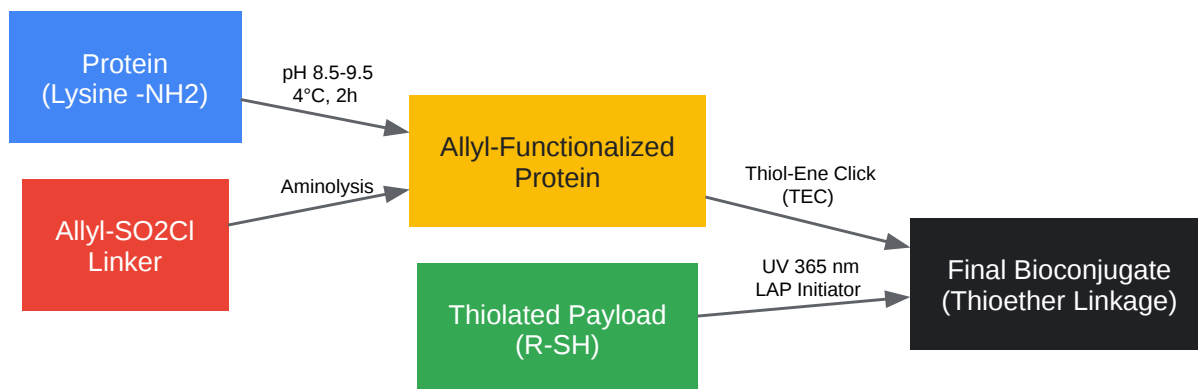 Protein
(Lysine -NH2)
pH 8.5-9.5
4°C, 2h
Allyl-Functionalized
Protein
Allyl-SO2Cl
Linker
Aminolysis
Thiol-Ene Click
(TEC)
Thiolated Payload
(R-SH)
UV 365 nm
LAP Initiator
Final Bioconjugate
(Thioether Linkage)